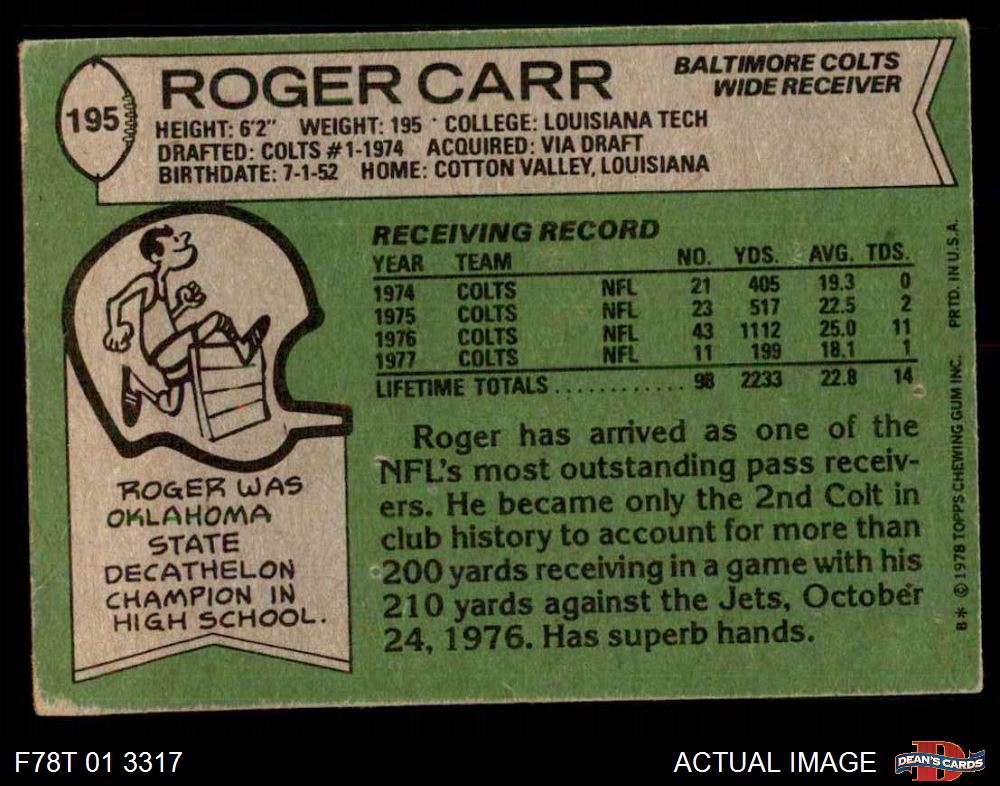 195
ROGER CARR
BALTIMORE COLTS
WIDE RECEIVER
HEIGHT: 6'2" WEIGHT: 195 COLLEGE: LOUISIANA TECH
DRAFTED: COLTS #1-1974 ACQUIRED: VIA DRAFT
BIRTHDATE: 7-1-52 HOME: COTTON VALLEY, LOUISIANA
ROGER WAS
OKLAHOMA
STATE
DECATHELON
CHAMPION IN
HIGH SCHOOL.
RECEIVING RECORD
YEAR TEAM NO. YDS. AVG. TDS.
1974 COLTS NFL 21 405 19.3 0
1975 COLTS NFL 23 517 22.5 2
1976 COLTS NFL 43 1112 25.0 11
1977 COLTS NFL 11 199 18.1 1
LIFETIME TOTALS ............ 98 2233 22.8 14
Roger has arrived as one of the
NFL's most outstanding pass receiv-
ers. He became only the 2nd Colt in
club history to account for more than
200 yards receiving in a game with his
210 yards against the Jets, October
24, 1976. Has superb hands.
B* © 1978 TOPPS CHEWING GUM INC. PRTD. IN U.S.A.
F78T 01 3317
ACTUAL IMAGE
D
DEAN'S CARDS